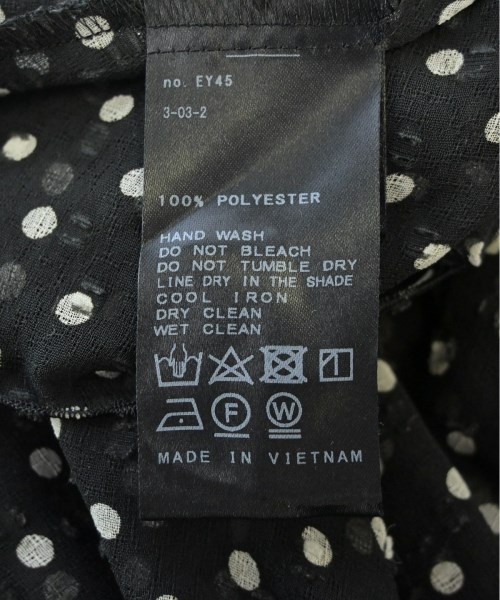 no. EY45
3-03-2
100% POLYESTER
HAND WASH
DO NOT BLEACH
DO NOT TUMBLE DRY
LINE DRY IN THE SHADE
COOL IRON
DRY CLEAN
WET CLEAN
F W
MADE IN VIETNAM